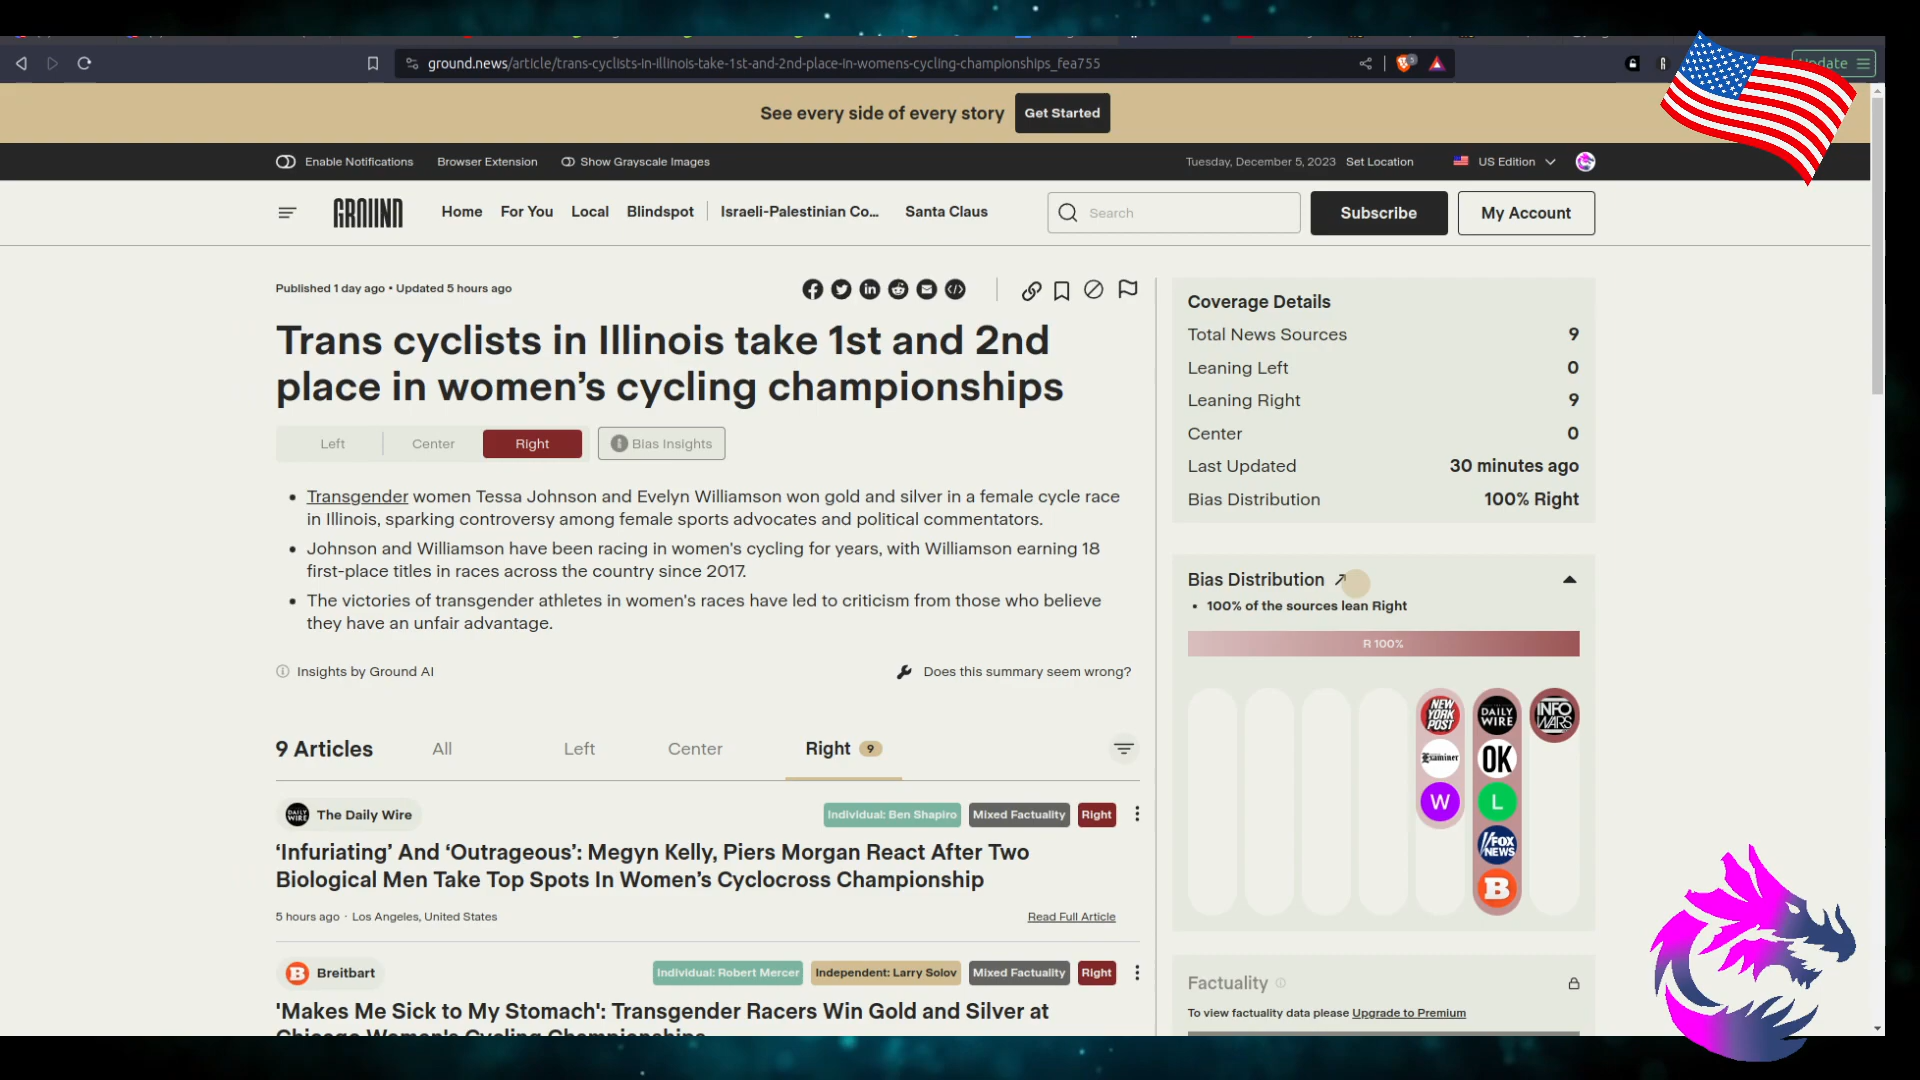 ground.news/article/trans-cyclists-in-illinois-take-1st-and-2nd-place-in-womens-cycling-championships_fea755
Update
See every side of every story
Get Started
Enable Notifications
Browser Extension
Show Grayscale Images
Tuesday, December 5, 2023
Set Location
US Edition
GROUND
Home
For You
Local
Blindspot
Israeli-Palestinian Co...
Santa Claus
Search
Subscribe
My Account
Published 1 day ago • Updated 5 hours ago
Trans cyclists in Illinois take 1st and 2nd
place in women’s cycling championships
Left
Center
Right
Bias Insights
• Transgender women Tessa Johnson and Evelyn Williamson won gold and silver in a female cycle race
in Illinois, sparking controversy among female sports advocates and political commentators.
• Johnson and Williamson have been racing in women's cycling for years, with Williamson earning 18
first-place titles in races across the country since 2017.
• The victories of transgender athletes in women's races have led to criticism from those who believe
they have an unfair advantage.
Insights by Ground AI
Does this summary seem wrong?
9 Articles
All
Left
Center
Right 9
The Daily Wire
Individual: Ben Shapiro
Mixed Factuality
Right
‘Infuriating’ And ‘Outrageous’: Megyn Kelly, Piers Morgan React After Two
Biological Men Take Top Spots In Women’s Cyclocross Championship
5 hours ago · Los Angeles, United States
Read Full Article
Breitbart
Individual: Robert Mercer
Independent: Larry Solov
Mixed Factuality
Right
'Makes Me Sick to My Stomach': Transgender Racers Win Gold and Silver at
Chicago Women's Cycling Championships
Coverage Details
Total News Sources 9
Leaning Left 0
Leaning Right 9
Center 0
Last Updated 30 minutes ago
Bias Distribution 100% Right
Bias Distribution
• 100% of the sources lean Right
R 100%
NEW YORK POST
DAILY WIRE
INFO WARS
Examiner
OK
W
L
FOX NEWS
B
Factuality
To view factuality data please Upgrade to Premium